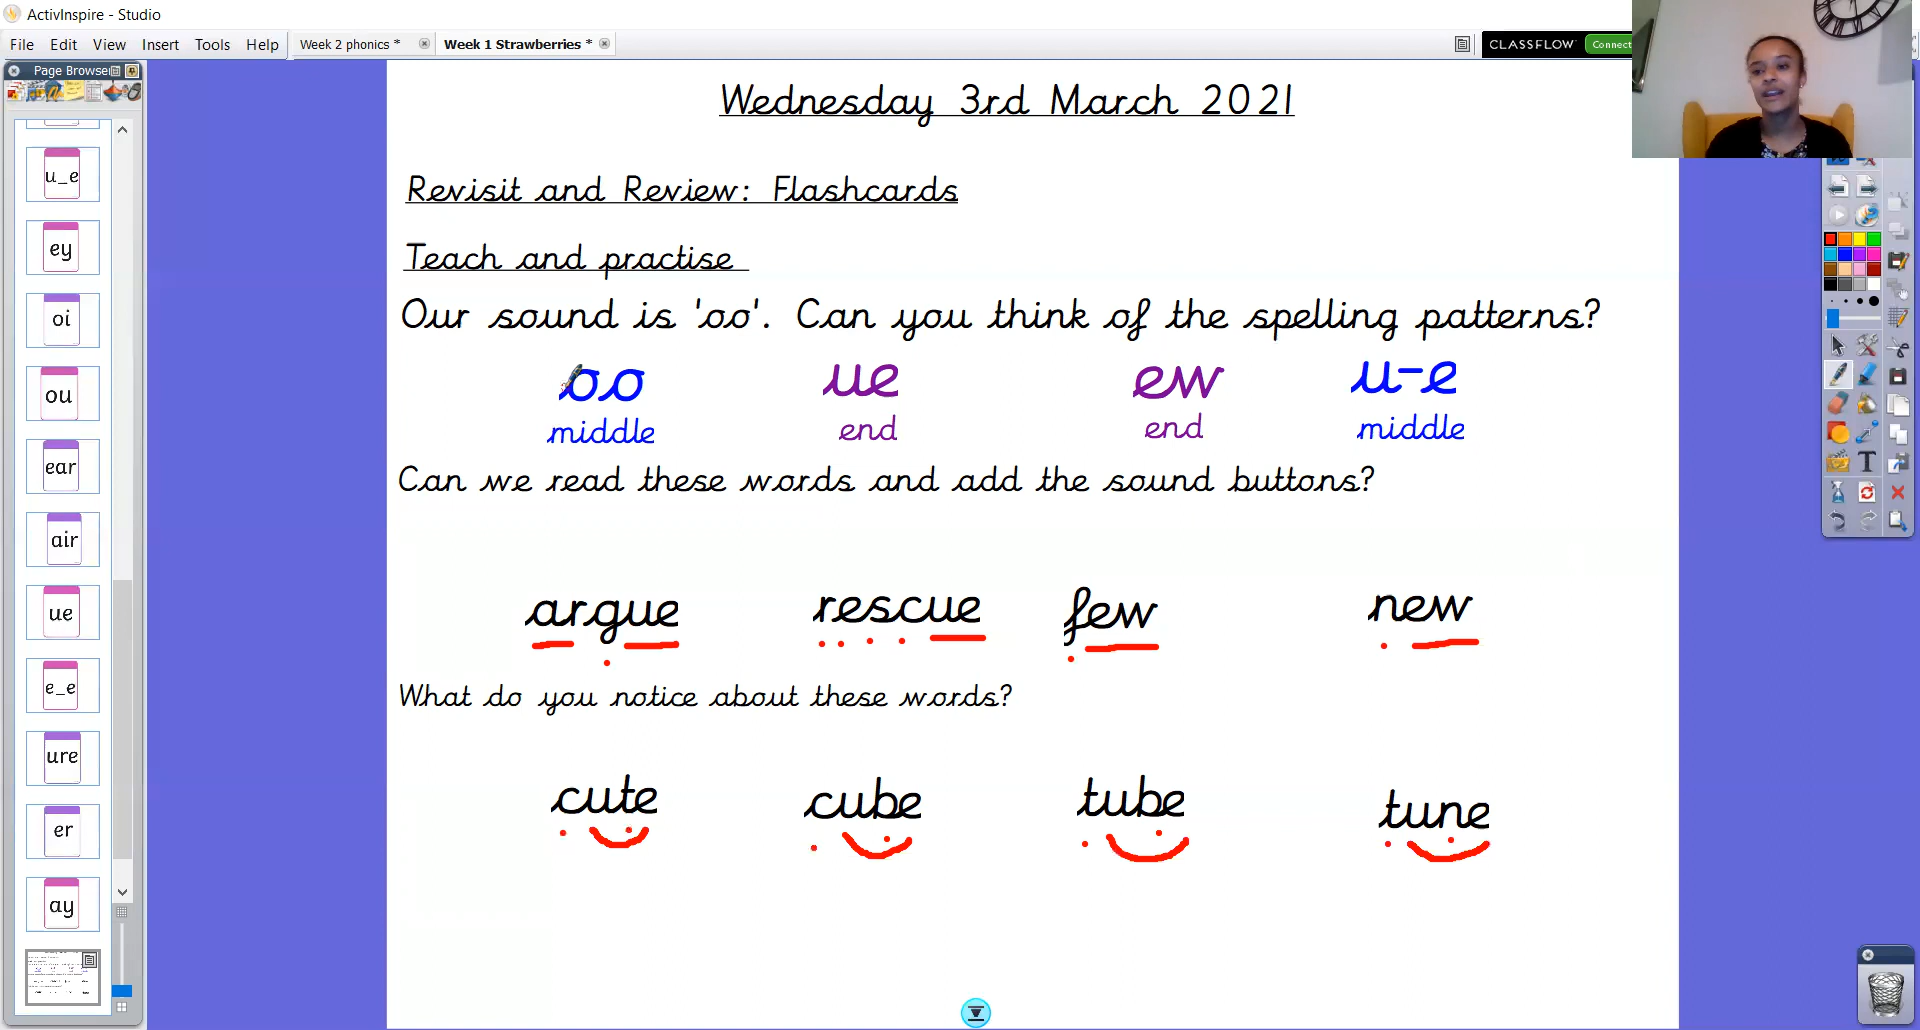 ActivInspire - Studio
File Edit View Insert Tools Help
Week 2 phonics *
Week 1 Strawberries *
CLASSFLOW
Connect
Page Browser
u_e
ey
oi
ou
ear
air
ue
e_e
ure
er
ay
Wednesday 3rd March 2021
Revisit and Review: Flashcards
Teach and practise
Our sound is 'oo'. Can you think of the spelling patterns?
oo ue ew u-e
middle end end middle
Can we read these words and add the sound buttons?
argue rescue few new
What do you notice about these words?
cute cube tube tune